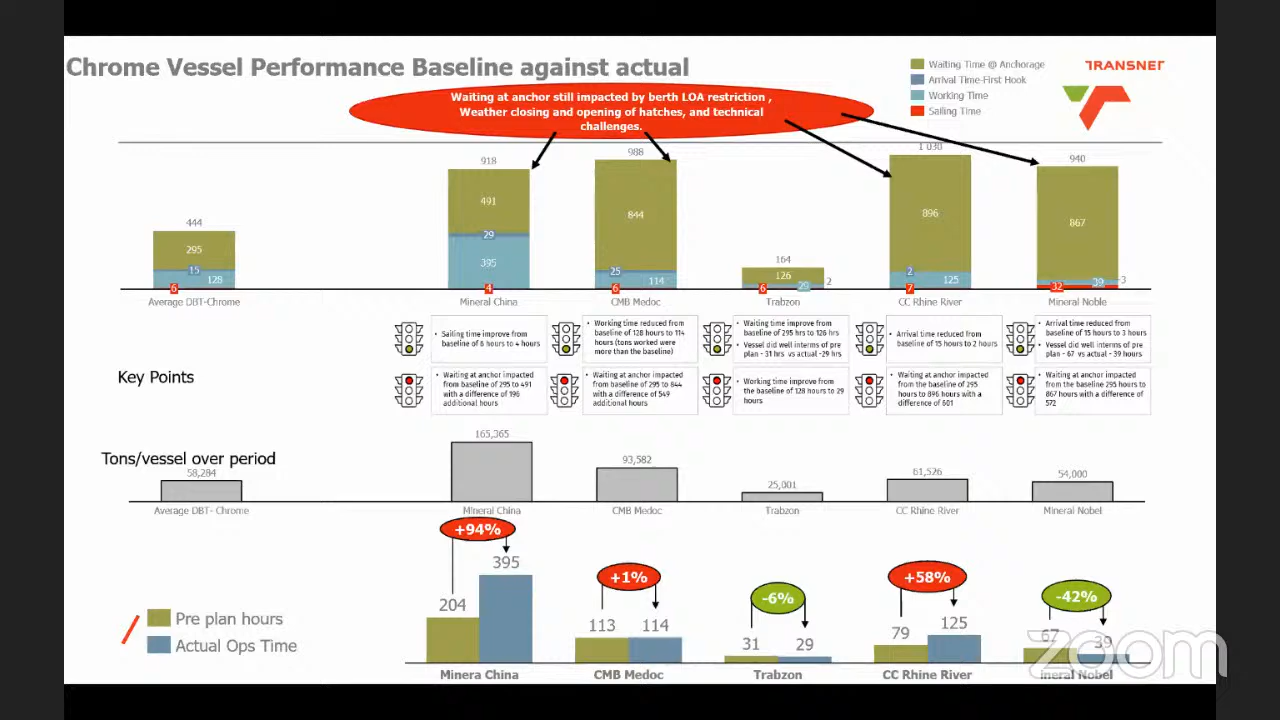 Chrome Vessel Performance Baseline against actual
Waiting at anchor still impacted by berth LOA restriction ,
Weather closing and opening of hatches, and technical
challenges.
Waiting Time @ Anchorage
Arrival Time-First Hook
Working Time
Sailing Time
TRANSNET
444
295
15
128
6
Average DBT-Chrome
918
491
29
395
4
Mineral China
988
844
25
114
6
CMB Medoc
164
126
29
2
6
Trabzon
1 030
896
2
125
7
CC Rhine River
940
867
3
39
32
Mineral Noble
Key Points
• Sailing time improve from
baseline of 6 hours to 4 hours
• Working time reduced from
baseline of 128 hours to 114
hours (tons worked were
more than the baseline)
• Waiting time improve from
baseline of 295 hrs to 126 hrs
• Vessel did well interms of pre
plan - 31 hrs vs actual -29 hrs
• Arrival time reduced from
baseline of 15 hours to 2 hours
• Arrival time reduced from
baseline of 15 hours to 3 hours
• Vessel did well interms of pre
plan - 67 vs actual - 39 hours
• Waiting at anchor impacted
from baseline of 295 to 491
with a difference of 196
additional hours
• Waiting at anchor impacted
from baseline of 295 to 844
with a difference of 549
additional hours
• Working time improve from
the baseline of 128 hours to 29
hours
• Waiting at anchor impacted
from the baseline of 295
hours to 896 hours with a
difference of 601
• Waiting at anchor impacted
from the baseline 295 hours to
867 hours with a difference of
572
Tons/vessel over period
58,284
Average DBT- Chrome
165,365
Mineral China
93,582
CMB Medoc
25,001
Trabzon
61,526
CC Rhine River
54,000
Mineral Nobel
Pre plan hours
Actual Ops Time
+94%
204
395
Minera China
+1%
113
114
CMB Medoc
-6%
31
29
Trabzon
+58%
79
125
CC Rhine River
-42%
67
39
ineral Nobel
zoom